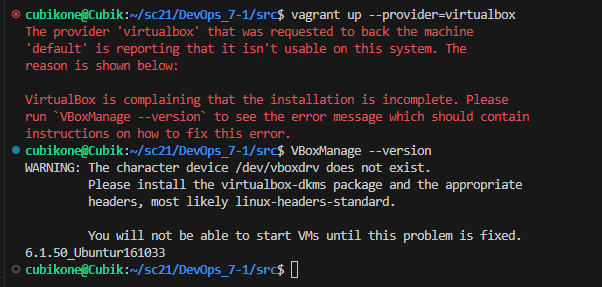 cubikone@Cubik:~/sc21/DevOps_7-1/src$ vagrant up --provider=virtualbox
The provider 'virtualbox' that was requested to back the machine
'default' is reporting that it isn't usable on this system. The
reason is shown below:

VirtualBox is complaining that the installation is incomplete. Please
run `VBoxManage --version` to see the error message which should contain
instructions on how to fix this error.
cubikone@Cubik:~/sc21/DevOps_7-1/src$ VBoxManage --version
WARNING: The character device /dev/vboxdrv does not exist.
         Please install the virtualbox-dkms package and the appropriate
         headers, most likely linux-headers-standard.

         You will not be able to start VMs until this problem is fixed.
6.1.50_Ubuntur161033
cubikone@Cubik:~/sc21/DevOps_7-1/src$